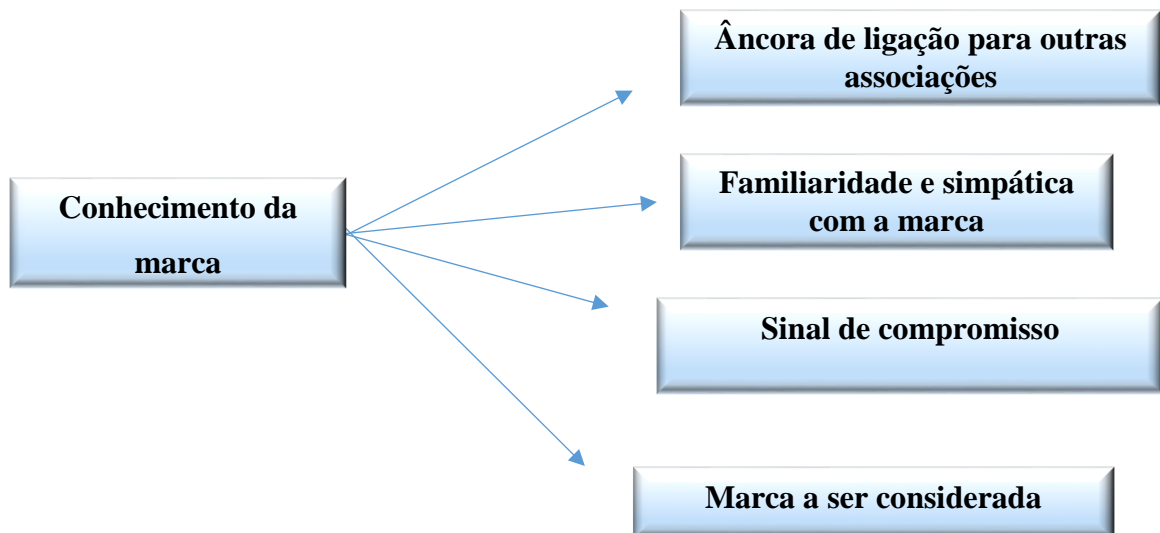 Âncora de ligação para outras
associações
Conhecimento da
marca
Familiaridade e simpática
com a marca
Sinal de compromisso
Marca a ser considerada